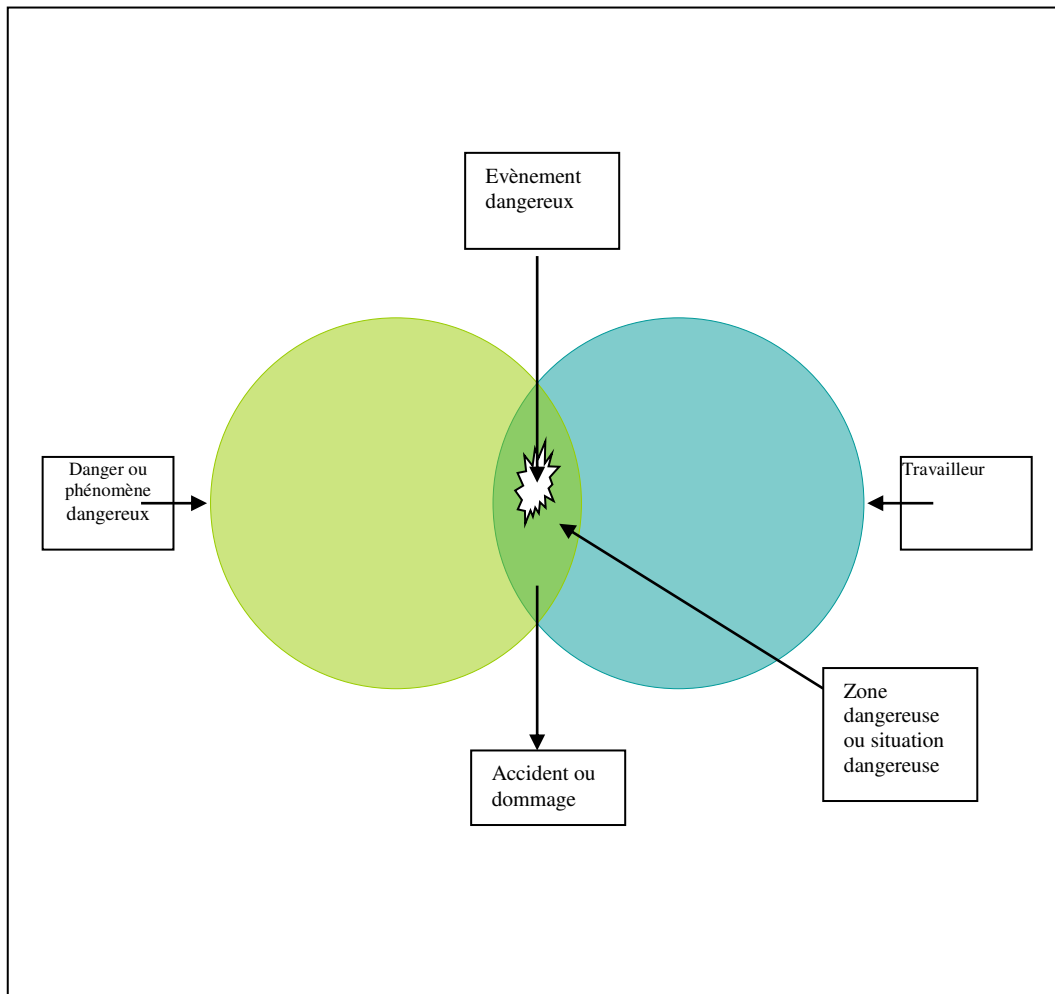 Evènement
dangereux
Danger ou
phénomène
dangereux
Travailleur
Zone
dangereuse
ou situation
dangereuse
Accident ou
dommage